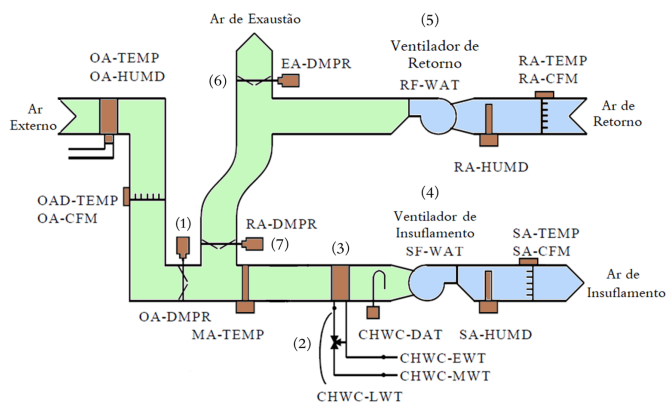 Ar de Exaustão
(5)
OA-TEMP
OA-HUMD
(6)
EA-DMPR
Ventilador de
Retorno
RF-WAT
RA-TEMP
RA-CFM
Ar
Externo
Ar de
Retorno
RA-HUMD
OAD-TEMP
OA-CFM
(1)
RA-DMPR
(7)
(3)
(4)
Ventilador de
Insuflamento
SF-WAT
SA-TEMP
SA-CFM
Ar de
Insuflamento
OA-DMPR
MA-TEMP
(2)
CHWC-DAT
SA-HUMD
CHWC-EWT
CHWC-MWT
CHWC-LWT